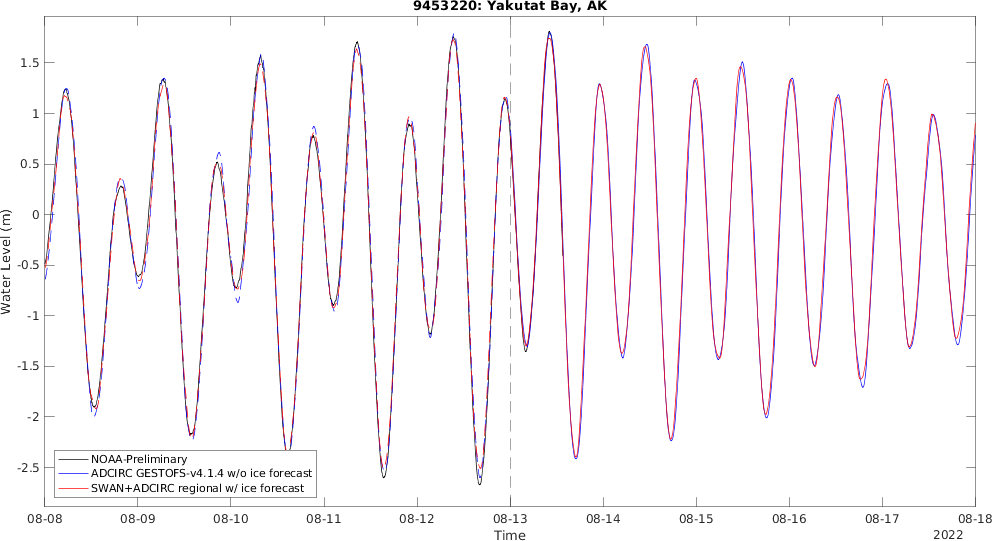 9453220: Yakutat Bay, AK
Water Level (m)
1.5
1
0.5
0
-0.5
-1
-1.5
-2
-2.5
NOAA-Preliminary
ADCIRC GESTOFS-v4.1.4 w/o ice forecast
SWAN+ADCIRC regional w/ ice forecast
08-08 08-09 08-10 08-11 08-12 08-13 08-14 08-15 08-16 08-17 08-18
Time
2022